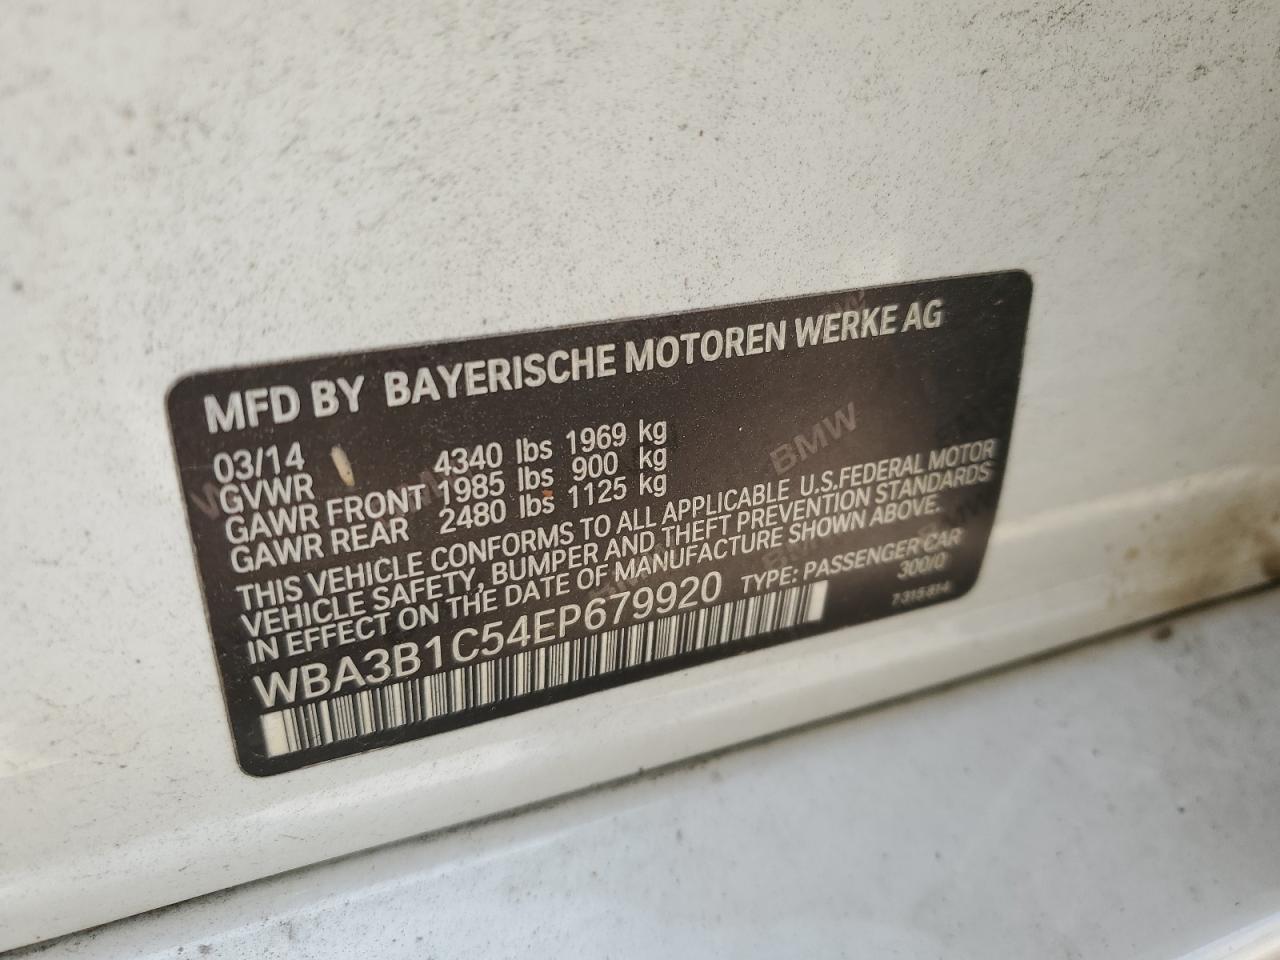 MFD BY BAYERISCHE MOTOREN WERKE AG
03/14
GVWR 4340 lbs 1969 kg
GAWR FRONT 1985 lbs 900 kg
GAWR REAR 2480 lbs 1125 kg
THIS VEHICLE CONFORMS TO ALL APPLICABLE U.S.FEDERAL MOTOR
VEHICLE SAFETY, BUMPER AND THEFT PREVENTION STANDARDS
IN EFFECT ON THE DATE OF MANUFACTURE SHOWN ABOVE.
WBA3B1C54EP679920 TYPE: PASSENGER CAR
300/0
BMW
BMW